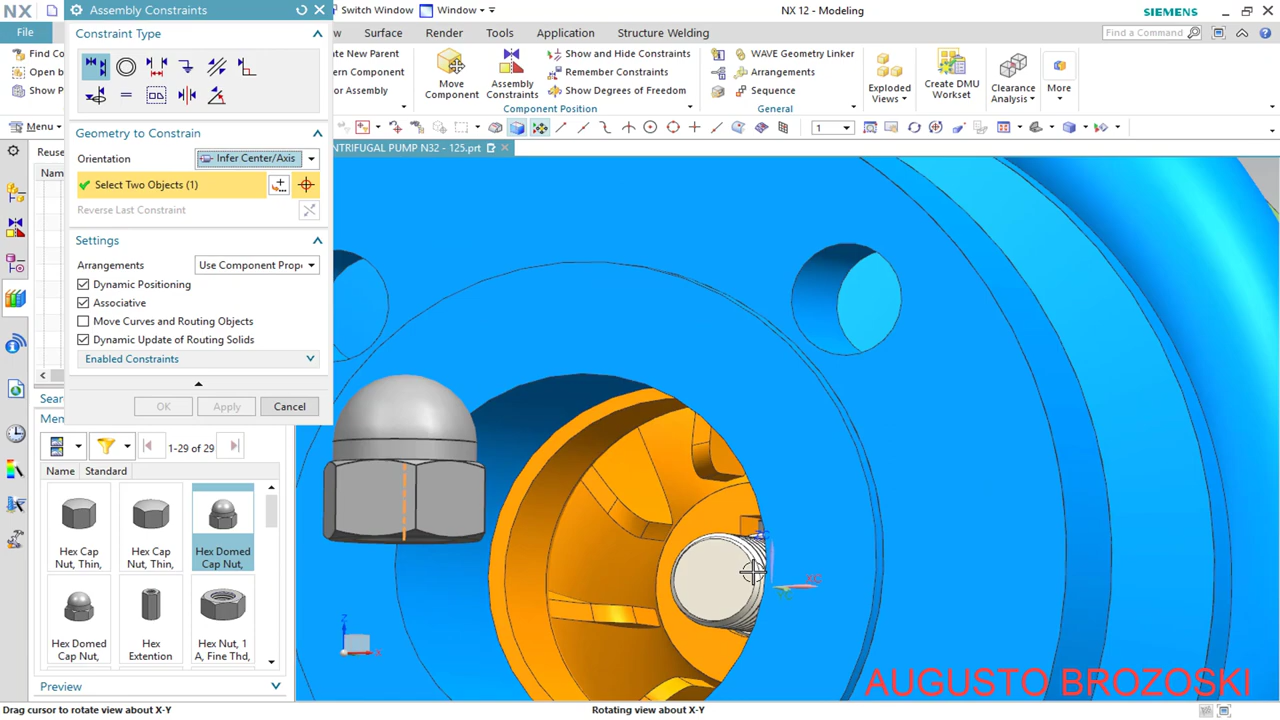 NX
Switch Window
Window
NX 12 - Modeling
SIEMENS
Assembly Constraints
File
Surface
Render
Tools
Application
Structure Welding
Find a Command
Find Co
Open b
Show P
te New Parent
ern Component
or Assembly
Move
Component
Assembly
Constraints
Show and Hide Constraints
Remember Constraints
Show Degrees of Freedom
Component Position
WAVE Geometry Linker
Arrangements
Sequence
General
Exploded
Views
Create DMU
Workset
Clearance
Analysis
More
Menu
1
Reuse
NTRIFUGAL PUMP N32 - 125.prt
Nam
Constraint Type
Geometry to Constrain
Orientation
Infer Center/Axis
Select Two Objects (1)
Reverse Last Constraint
Settings
Arrangements
Use Component Prop
Dynamic Positioning
Associative
Move Curves and Routing Objects
Dynamic Update of Routing Solids
Enabled Constraints
OK
Apply
Cancel
Sear
Mem
1-29 of 29
Name
Standard
Hex Cap
Nut, Thin,
Hex Cap
Nut, Thin,
Hex Domed
Cap Nut,
Hex Domed
Cap Nut,
Hex
Extention
Hex Nut, 1
A, Fine Thd,
Preview
XC
Z
X
AUGUSTO BROZOSKI
Drag cursor to rotate view about X-Y
Rotating view about X-Y